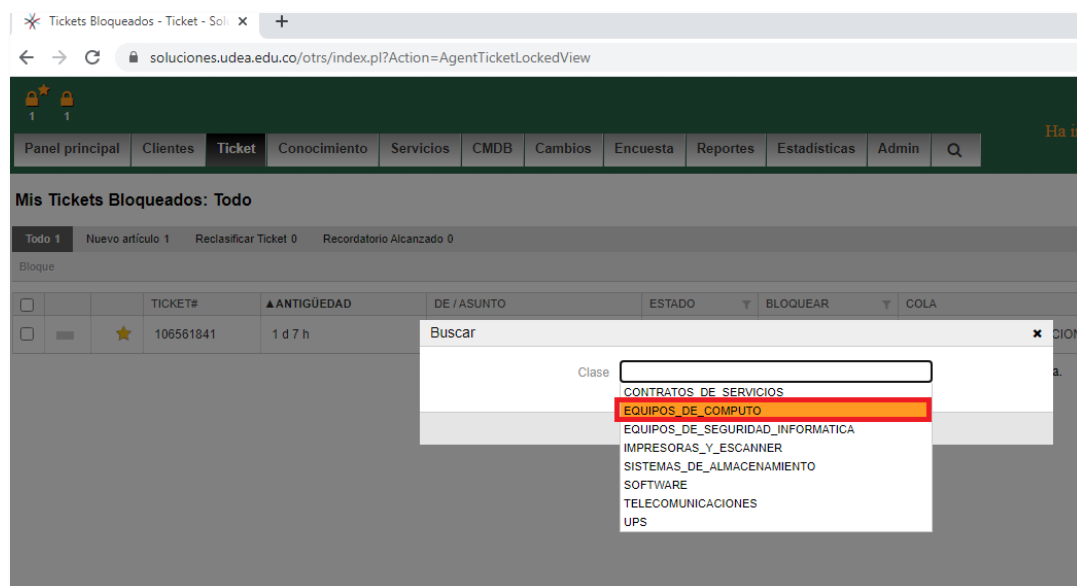 Tickets Bloqueados - Ticket - Sol
soluciones.udea.edu.co/otrs/index.pl?Action=AgentTicketLockedView
1 1
Ha i
Panel principal Clientes Ticket Conocimiento Servicios CMDB Cambios Encuesta Reportes Estadísticas Admin
Mis Tickets Bloqueados: Todo
Todo 1 Nuevo artículo 1 Reclasificar Ticket 0 Recordatorio Alcanzado 0
Bloque
TICKET# ▲ANTIGÜEDAD DE / ASUNTO ESTADO BLOQUEAR COLA
106561841 1 d 7 h CION
Buscar
a.
Clase
CONTRATOS_DE_SERVICIOS
EQUIPOS_DE_COMPUTO
EQUIPOS_DE_SEGURIDAD_INFORMATICA
IMPRESORAS_Y_ESCANNER
SISTEMAS_DE_ALMACENAMIENTO
SOFTWARE
TELECOMUNICACIONES
UPS